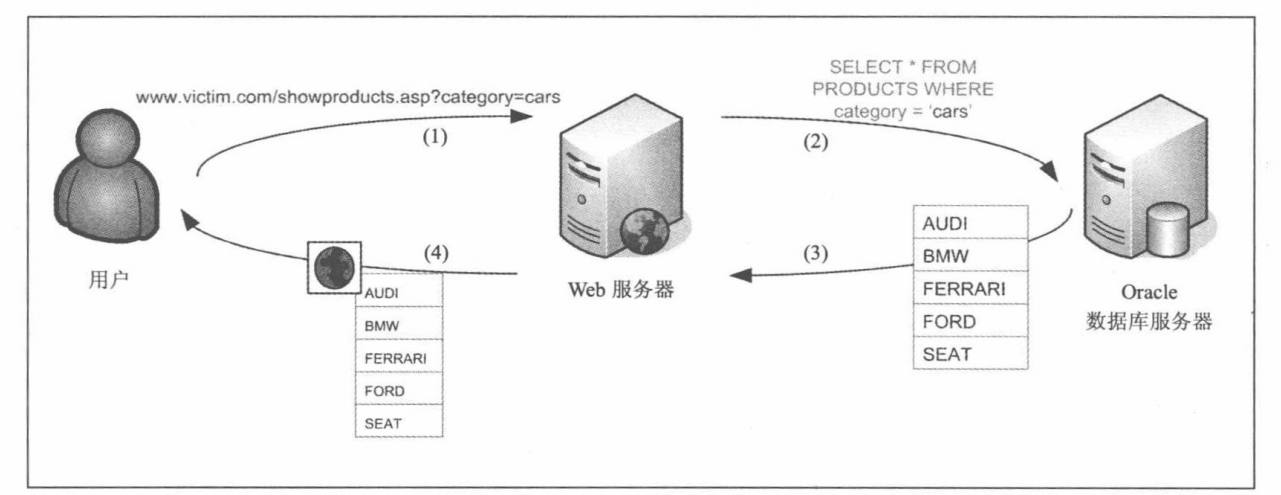 www.victim.com/showproducts.asp?category=cars
(1)
SELECT * FROM
PRODUCTS WHERE
category = ‘cars’
(2)
(3)
(4)
用户
Web 服务器
Oracle
数据库服务器
AUDI
BMW
FERRARI
FORD
SEAT
AUDI
BMW
FERRARI
FORD
SEAT